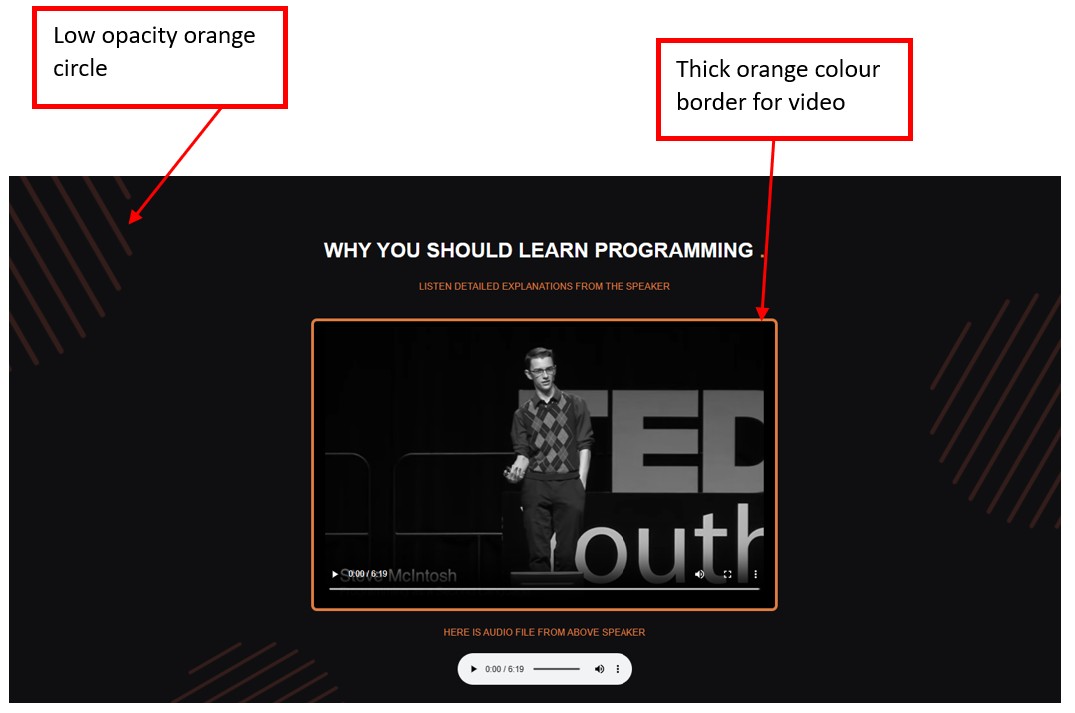 Low opacity orange
circle
Thick orange colour
border for video
WHY YOU SHOULD LEARN PROGRAMMING .
LISTEN DETAILED EXPLANATIONS FROM THE SPEAKER
TED
outh
Steve McIntosh
0:00 / 6:19
HERE IS AUDIO FILE FROM ABOVE SPEAKER
0:00 / 6:19